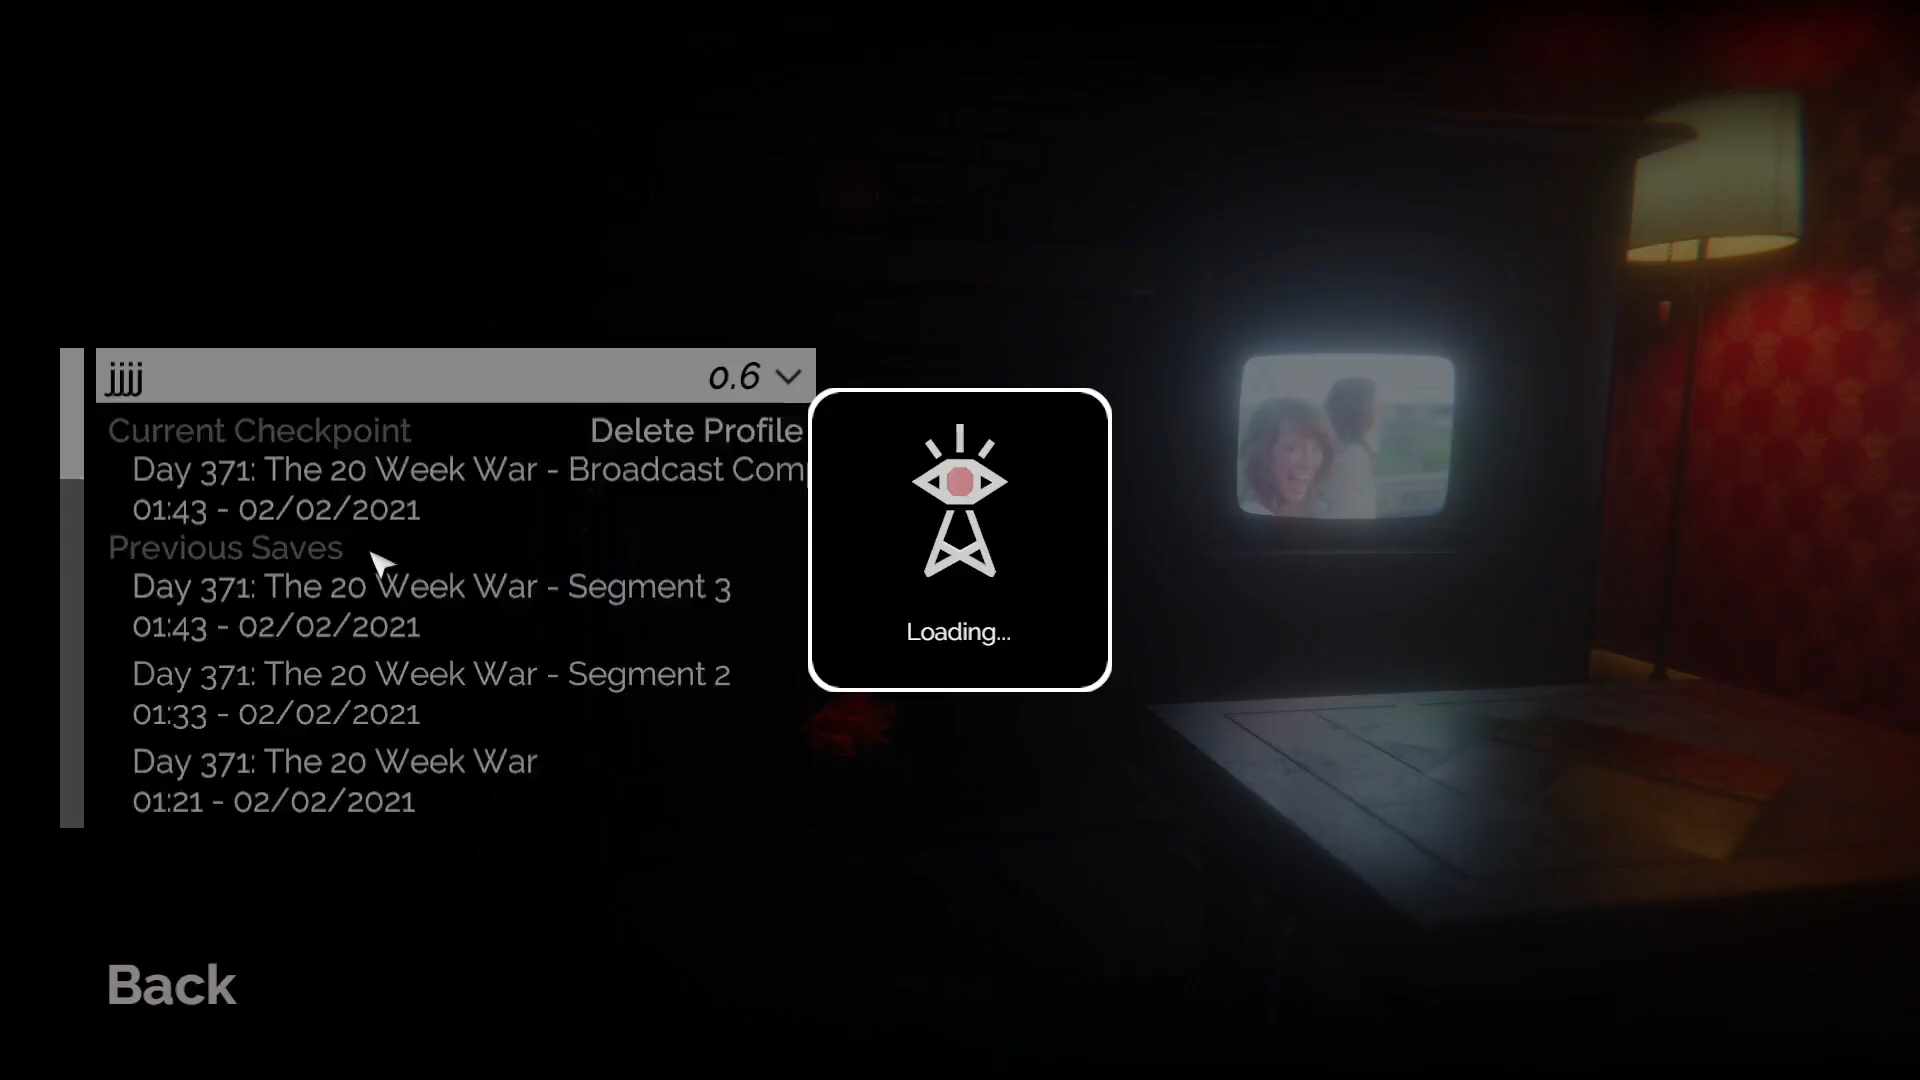 jjjj 0.6
Current Checkpoint Delete Profile
Day 371: The 20 Week War - Broadcast Com
01:43 - 02/02/2021
Previous Saves
Day 371: The 20 Week War - Segment 3
01:43 - 02/02/2021
Day 371: The 20 Week War - Segment 2
01:33 - 02/02/2021
Day 371: The 20 Week War
01:21 - 02/02/2021
Loading...
Back